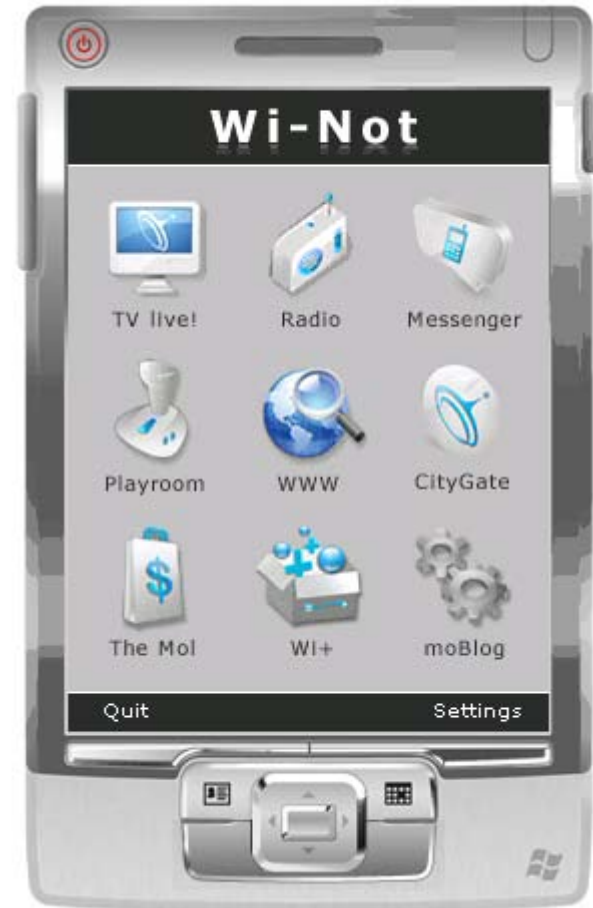 Wi-Not
TV live!
Radio
Messenger
Playroom
WWW
CityGate
The Mol
Wi+
moBlog
Quit
Settings